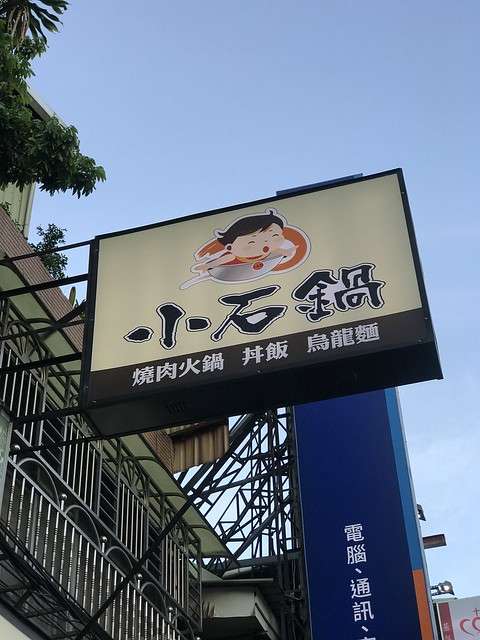 小石鍋
燒肉火鍋 丼飯 烏龍麵
電腦、通訊、